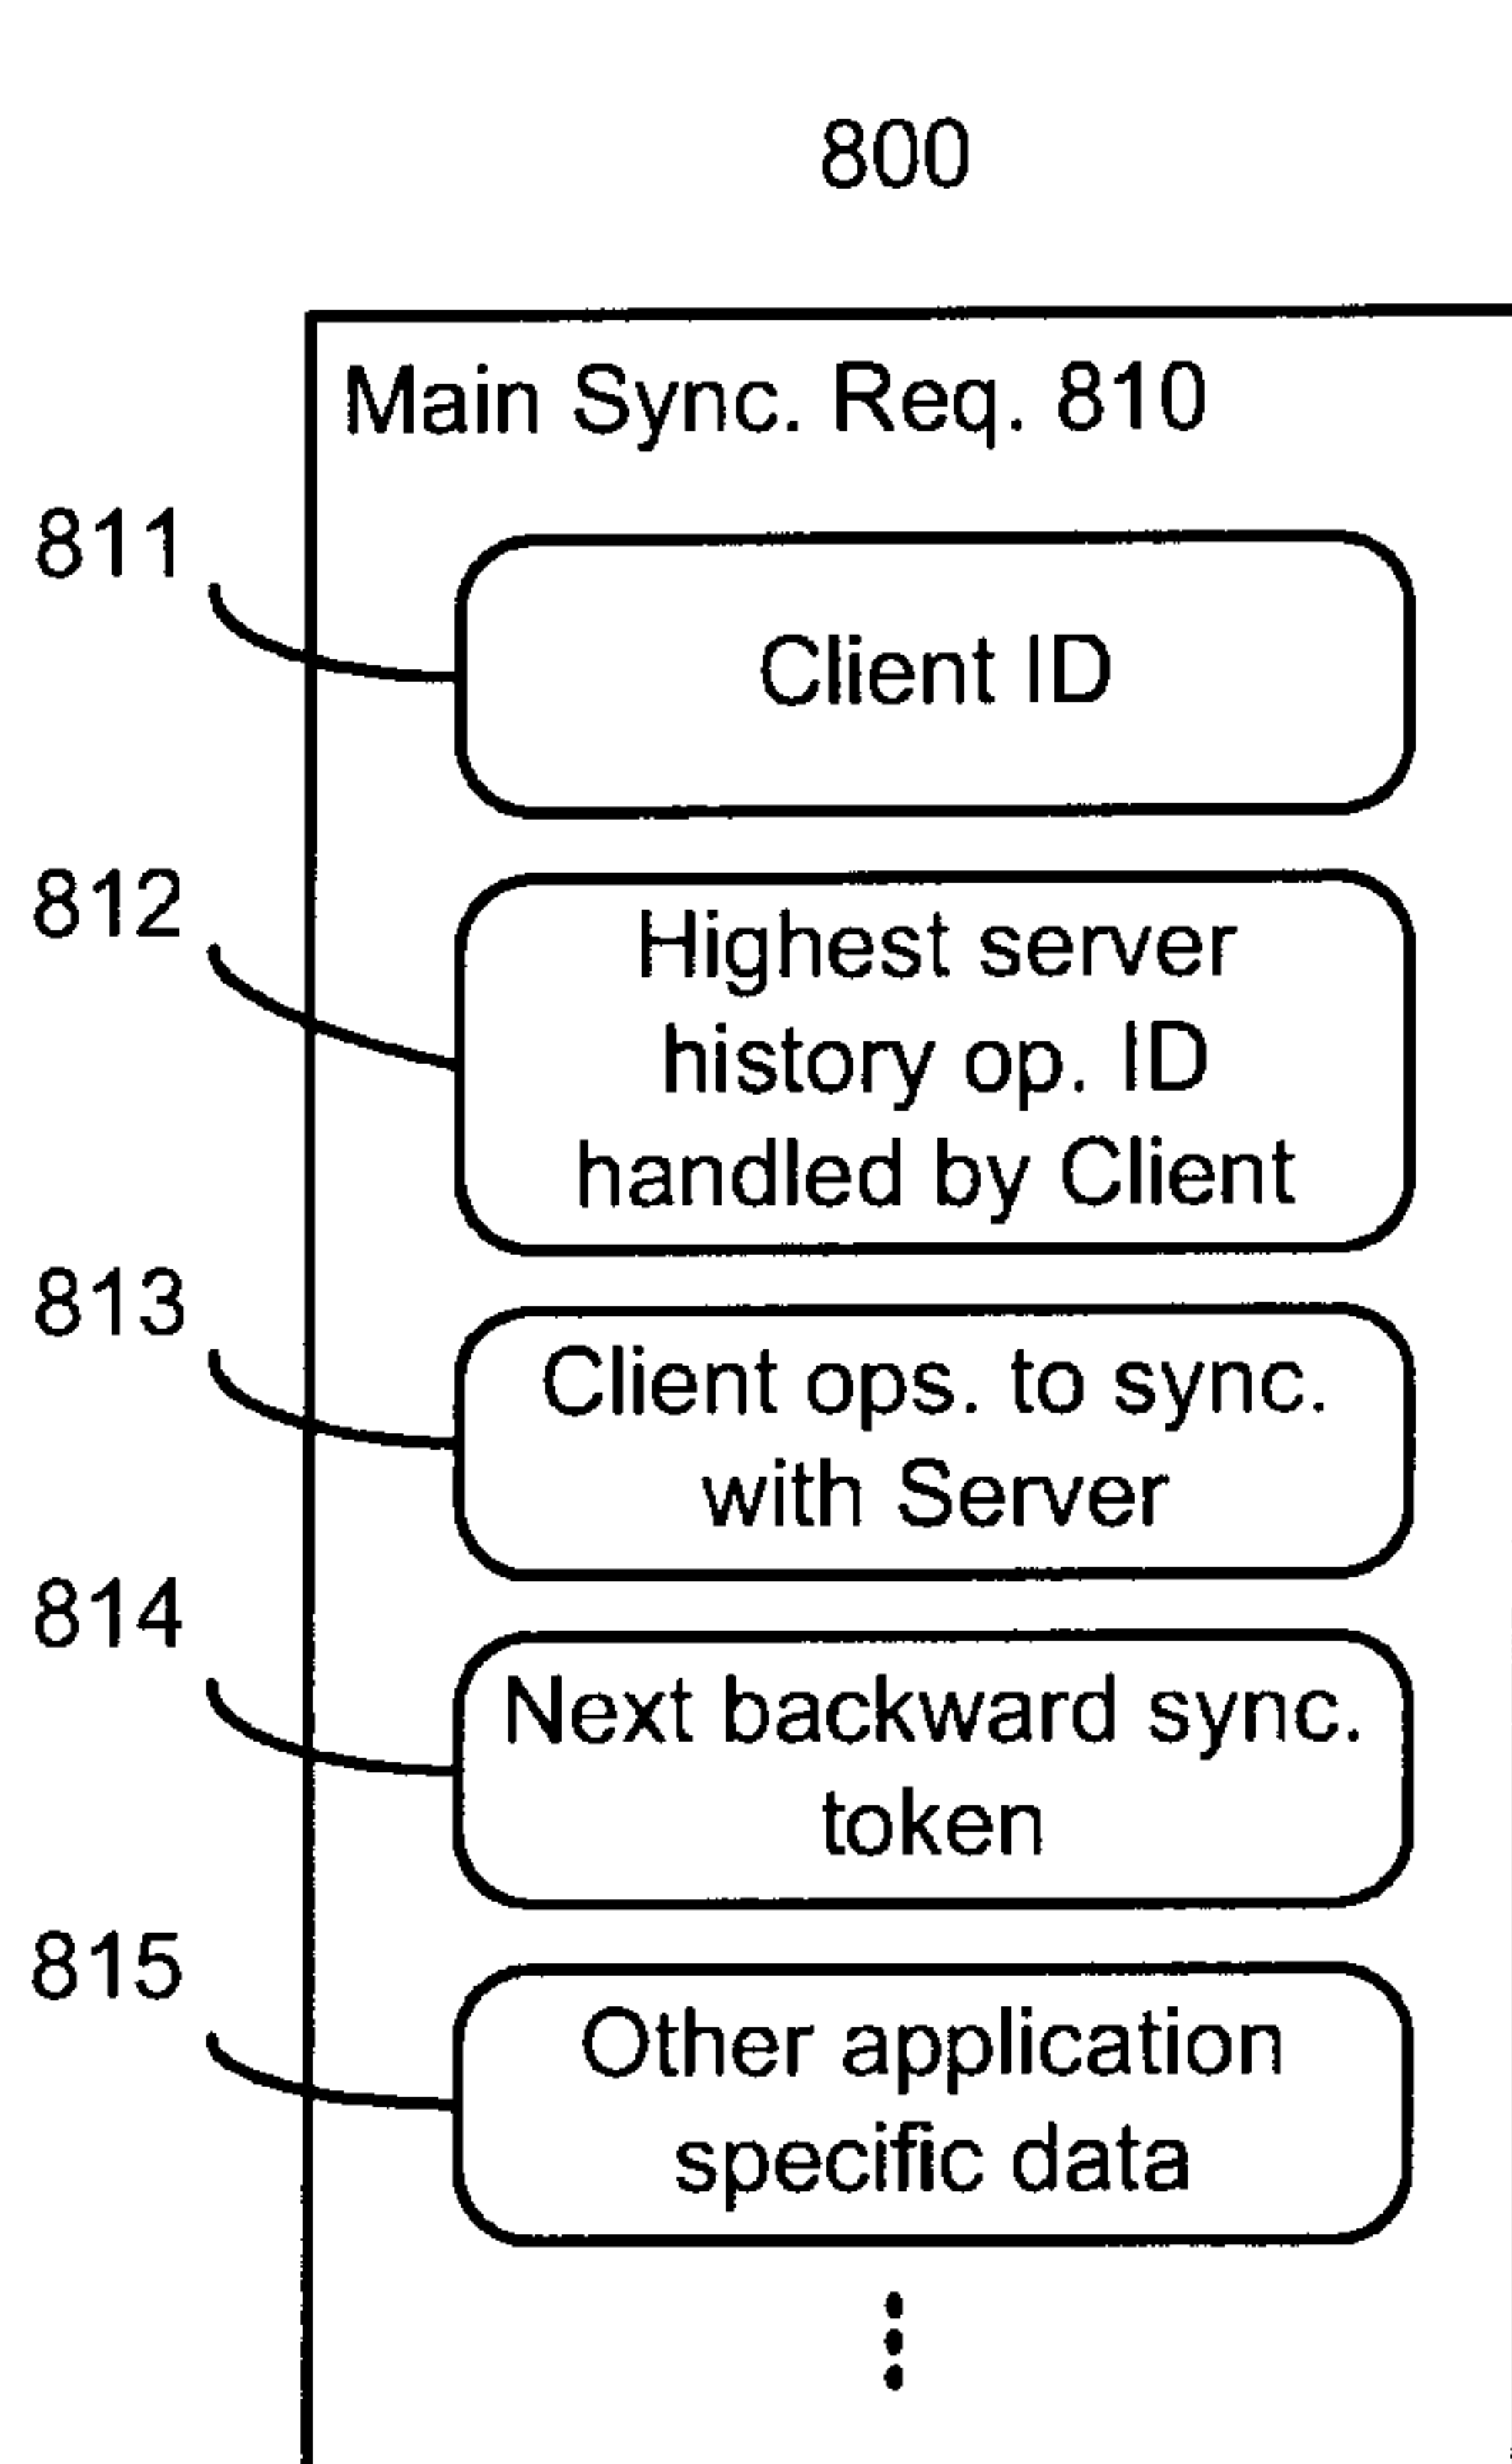 800
Main Sync. Req. 810
811
Client ID
812
Highest server
history op. ID
handled by Client
813
Client ops. to sync.
with Server
814
Next backward sync.
token
815
Other application
specific data